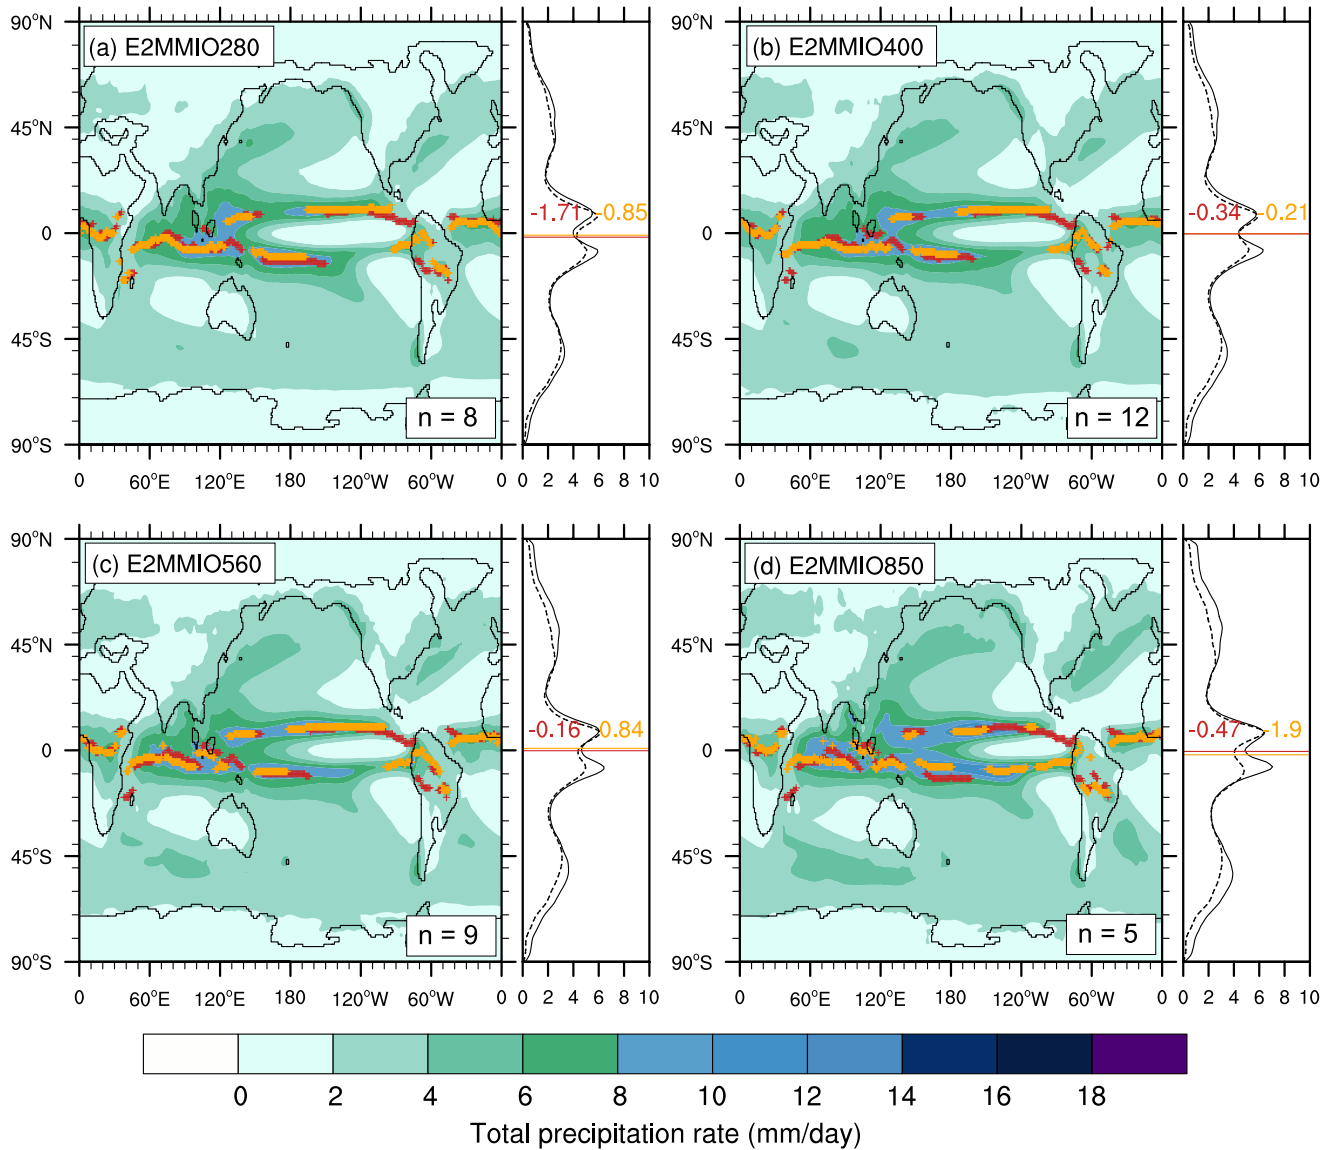 (a) E2MMIO280
90°N
45°N
0
45°S
90°S
0 60°E 120°E 180 120°W 60°W 0
n = 8
-1.71 -0.85
0 2 4 6 8 10
(b) E2MMIO400
90°N
45°N
0
45°S
90°S
0 60°E 120°E 180 120°W 60°W 0
n = 12
-0.34 -0.21
0 2 4 6 8 10
(c) E2MMIO560
90°N
45°N
0
45°S
90°S
0 60°E 120°E 180 120°W 60°W 0
n = 9
-0.16 0.84
0 2 4 6 8 10
(d) E2MMIO850
90°N
45°N
0
45°S
90°S
0 60°E 120°E 180 120°W 60°W 0
n = 5
-0.47 -1.9
0 2 4 6 8 10
0 2 4 6 8 10 12 14 16 18
Total precipitation rate (mm/day)